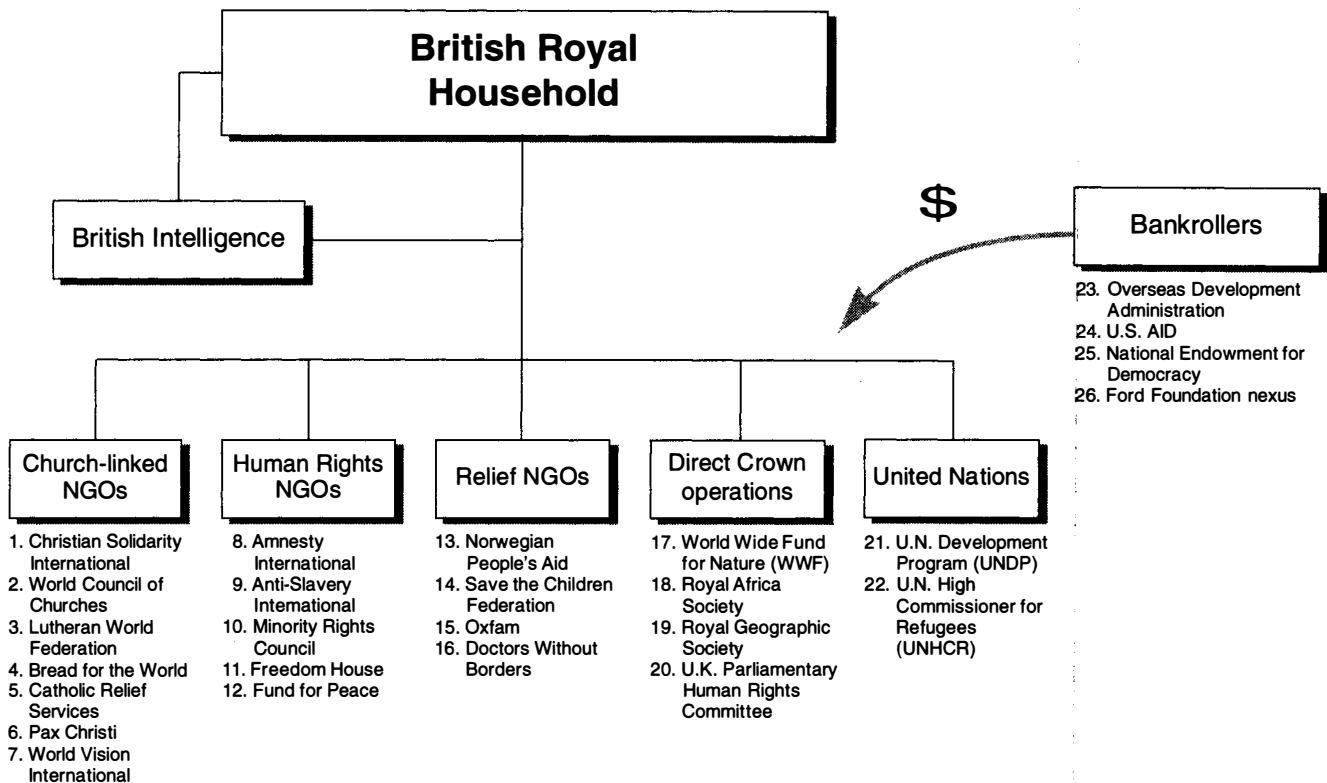 British Royal
Household
British Intelligence
$
Bankrollers
23. Overseas Development
Administration
24. U.S. AID
25. National Endowment for
Democracy
26. Ford Foundation nexus
Church-linked
NGOs
1. Christian Solidarity
International
2. World Council of
Churches
3. Lutheran World
Federation
4. Bread for the World
5. Catholic Relief
Services
6. Pax Christi
7. World Vision
International
Human Rights
NGOs
8. Amnesty
International
9. Anti-Slavery
International
10. Minority Rights
Council
11. Freedom House
12. Fund for Peace
Relief NGOs
13. Norwegian
People's Aid
14. Save the Children
Federation
15. Oxfam
16. Doctors Without
Borders
Direct Crown
operations
17. World Wide Fund
for Nature (WWF)
18. Royal Africa
Society
19. Royal Geographic
Society
20. U.K. Parliamentary
Human Rights
Committee
United Nations
21. U.N. Development
Program (UNDP)
22. U.N. High
Commissioner for
Refugees
(UNHCR)